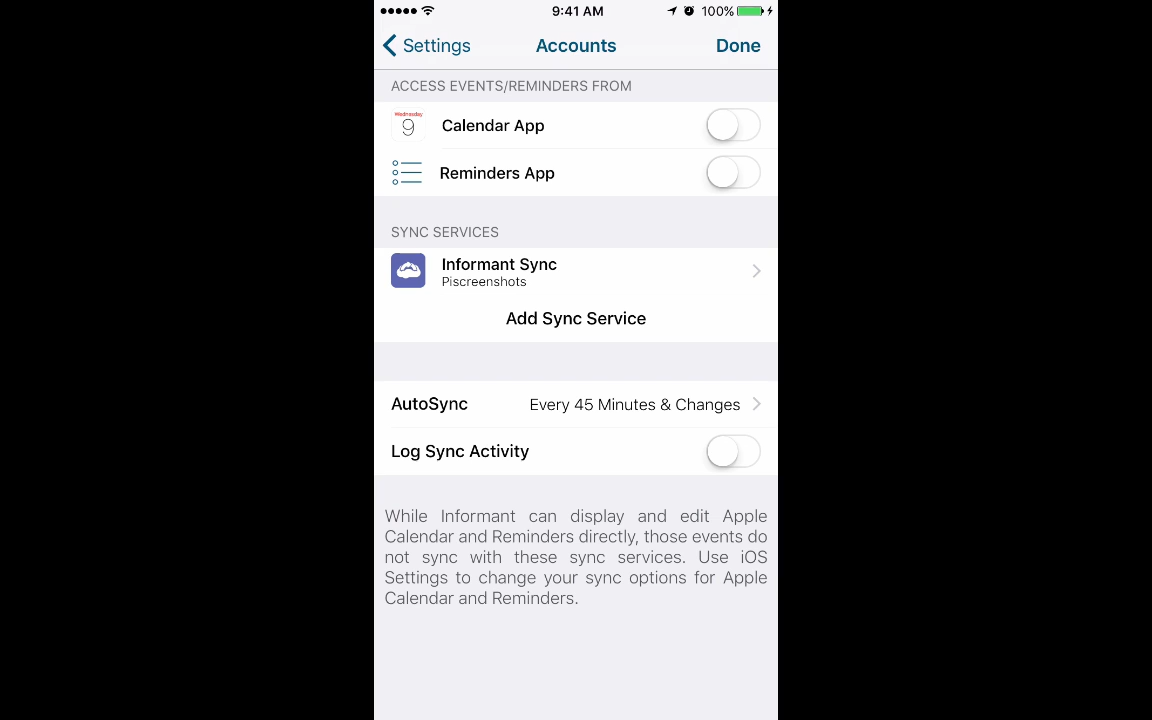 9:41 AM 100%
Settings Accounts Done
ACCESS EVENTS/REMINDERS FROM
Wednesday
9
Calendar App
Reminders App
SYNC SERVICES
Informant Sync
Piscreenshots
Add Sync Service
AutoSync Every 45 Minutes & Changes
Log Sync Activity
While Informant can display and edit Apple
Calendar and Reminders directly, those events do
not sync with these sync services. Use iOS
Settings to change your sync options for Apple
Calendar and Reminders.